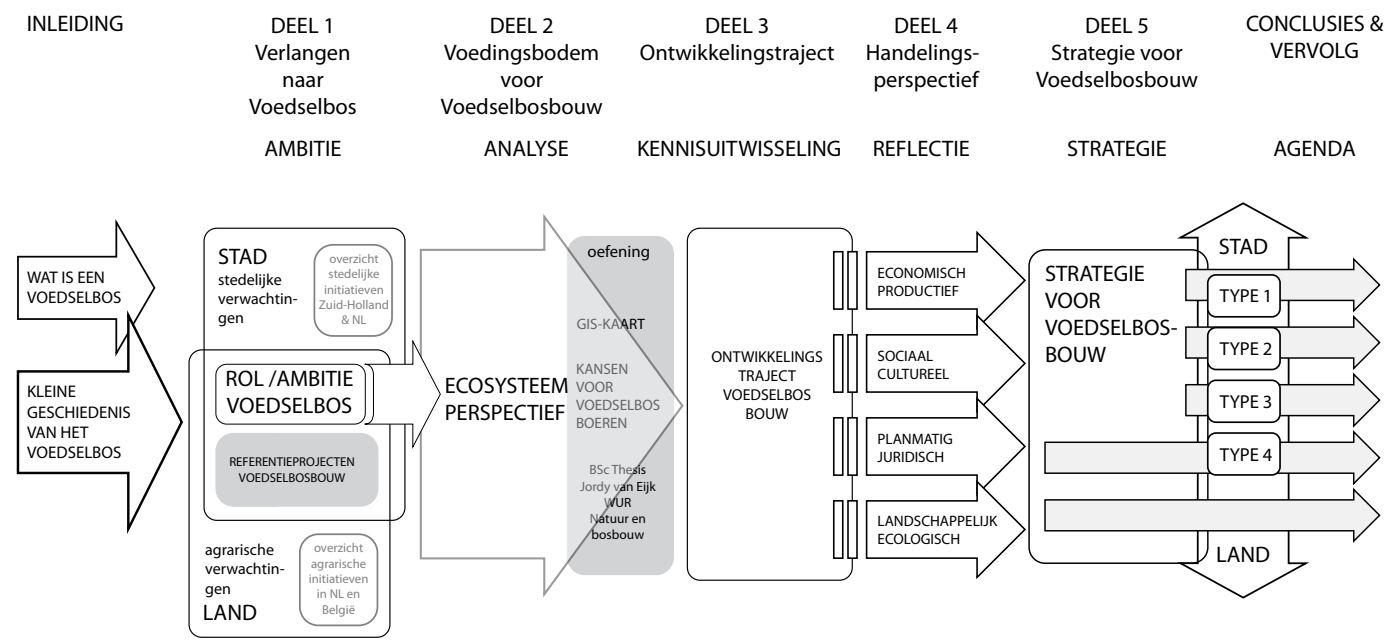 INLEIDING
DEEL 1
Verlangen
naar
Voedselbos
AMBITIE
DEEL 2
Voedingsbodem
voor
Voedselbosbouw
ANALYSE
DEEL 3
Ontwikkelingstraject
KENNISUITWISSELING
DEEL 4
Handelings-
perspectief
REFLECTIE
DEEL 5
Strategie voor
Voedselbosbouw
STRATEGIE
CONCLUSIES &
VERVOLG
AGENDA
WAT IS EEN
VOEDSELBOS
KLEINE
GESCHIEDENIS
VAN HET
VOEDSELBOS
STAD
stedelijke
verwachtin-
gen
overzicht
stedelijke
initiatieven
Zuid-Holland
& NL
ROL /AMBITIE
VOEDSELBOS
REFERENTIEPROJECTEN
VOEDSELBOSBOUW
agrarische
verwachtin-
gen
LAND
overzicht
agrarische
initiatieven
in NL en
België
ECOSYSTEEM
PERSPECTIEF
oefening
GIS-KAART
KANSEN
VOOR
VOEDSELBOS
BOEREN
BSc Thesis
Jordy van Eijk
WUR
Natuur en
bosbouw
ONTWIKKELINGS
TRAJECT
VOEDSELBOS
BOUW
ECONOMISCH
PRODUCTIEF
SOCIAAL
CULTUREEL
PLANMATIG
JURIDISCH
LANDSCHAPPELIJK
ECOLOGISCH
STRATEGIE
VOOR
VOEDSELBOS-
BOUW
STAD
TYPE 1
TYPE 2
TYPE 3
TYPE 4
LAND